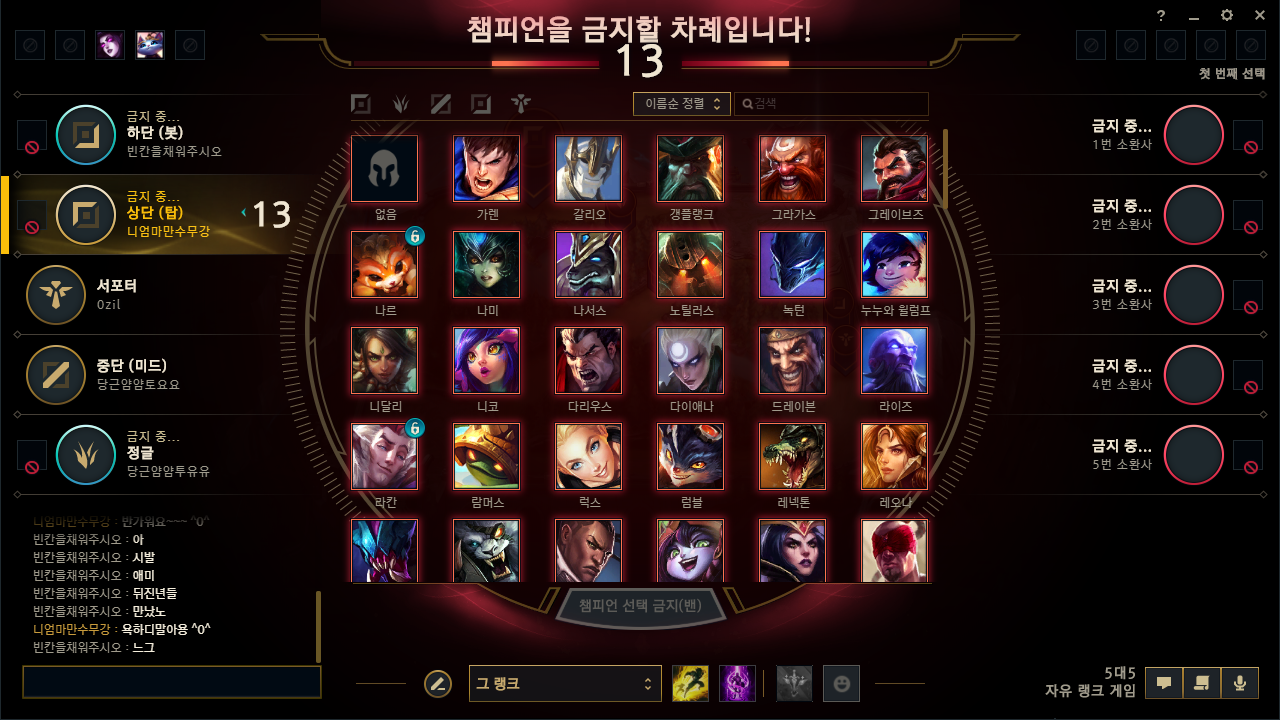 챔피언을 금지할 차례입니다!
13
?
첫 번째 선택
이름순 정렬
검색
금지 중...
하단 (봇)
빈칸을채워주시오
금지 중...
상단 (탑)
니엄마만수무강
13
서포터
0zil
중단 (미드)
당근얌얌토요요
금지 중...
정글
당근얌얌투유유
없음
가렌
갈리오
갱플랭크
그라가스
그레이브즈
나르
나미
나서스
노틸러스
녹턴
누누와 윌럼프
니달리
니코
다리우스
다이애나
드레이븐
라이즈
라칸
람머스
럭스
럼블
레넥톤
레오나
금지 중...
1번 소환사
금지 중...
2번 소환사
금지 중...
3번 소환사
금지 중...
4번 소환사
금지 중...
5번 소환사
니엄마만수무강 : 반가워요~~~ ^0^
빈칸을채워주시오 : 아
빈칸을채워주시오 : 시발
빈칸을채워주시오 : 애미
빈칸을채워주시오 : 뒤진년들
빈칸을채워주시오 : 만났노
니엄마만수무강 : 욕하디말아용 ^0^
빈칸을채워주시오 : 느그
챔피언 선택 금지(밴)
그 랭크
5대5
자유 랭크 게임